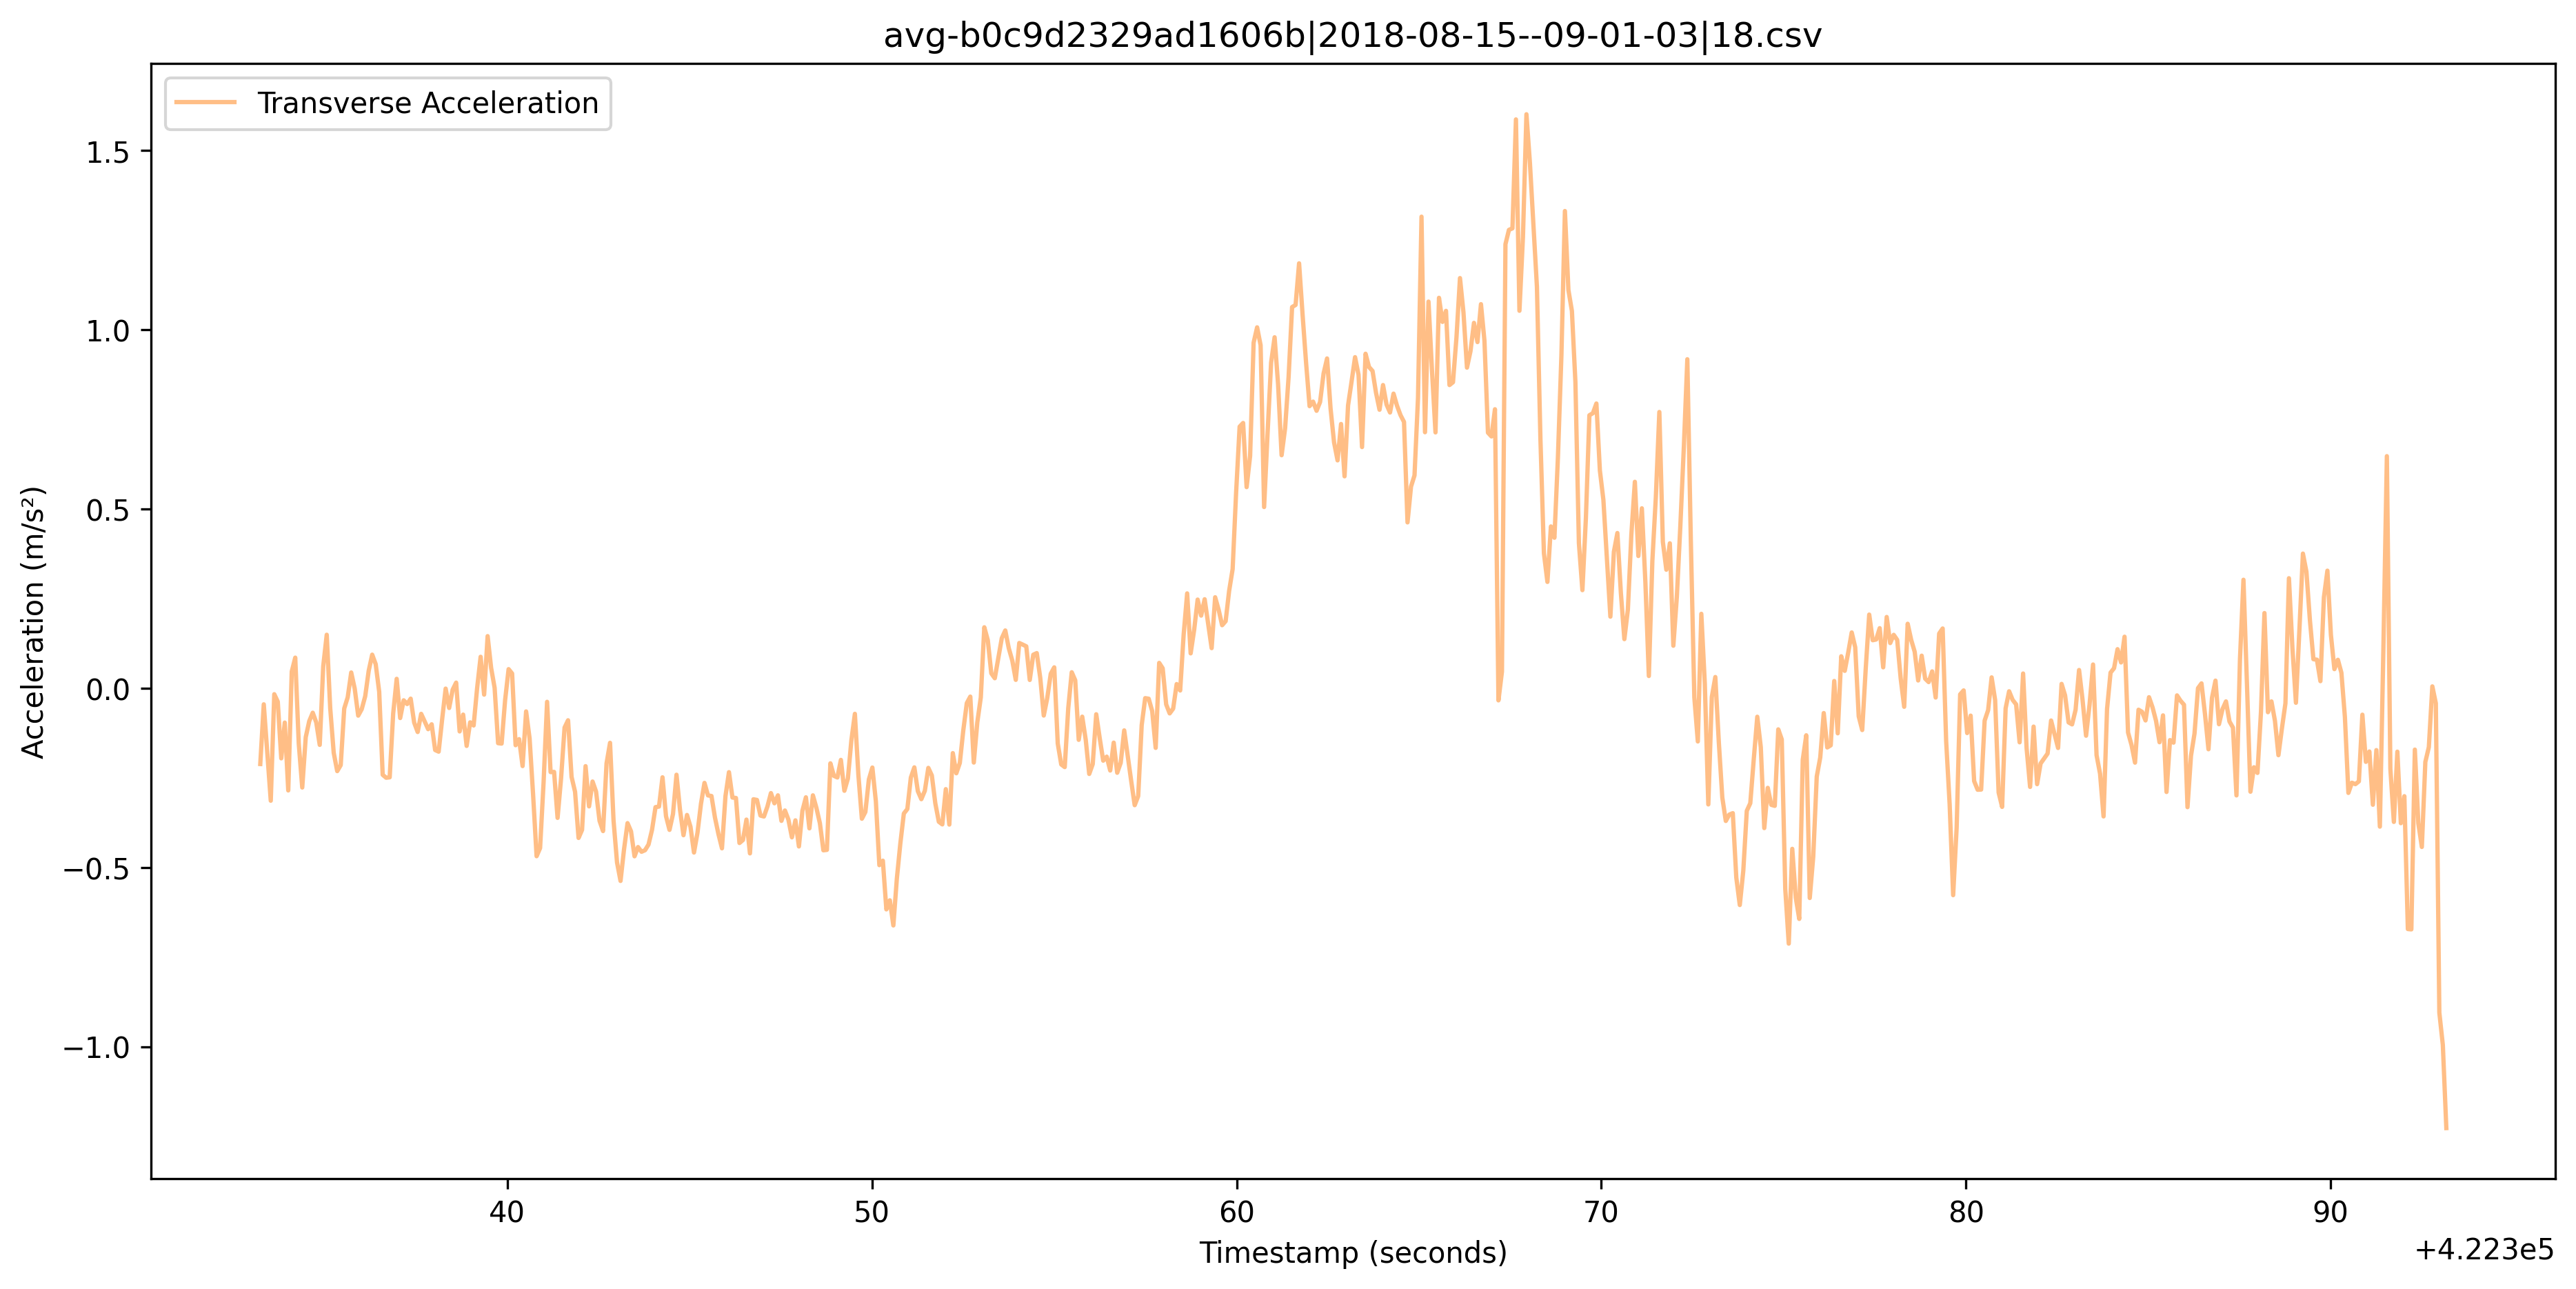 avg-b0c9d2329ad1606b|2018-08-15--09-01-03|18.csv
Transverse Acceleration
Acceleration (m/s²)
1.5
1.0
0.5
0.0
−0.5
−1.0
40 50 60 70 80 90
Timestamp (seconds)
+4.223e5